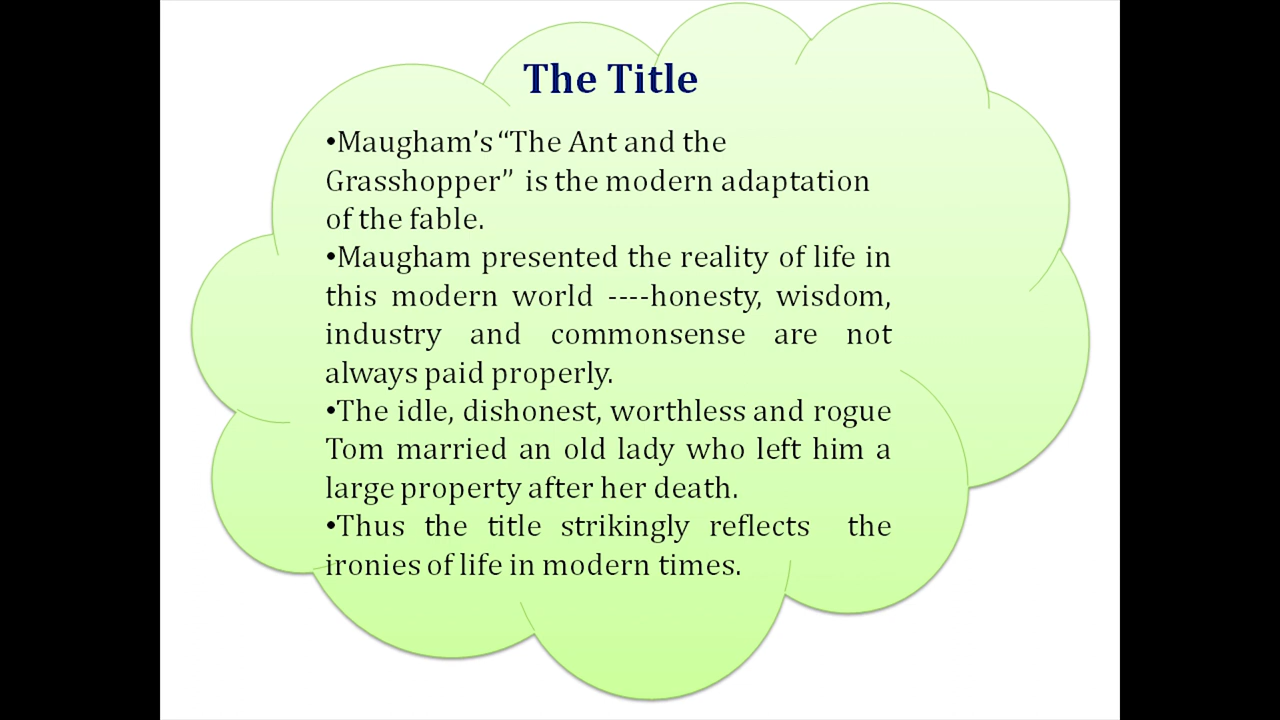 The Title
•Maugham’s “The Ant and the
Grasshopper” is the modern adaptation
of the fable.
•Maugham presented the reality of life in
this modern world ----honesty, wisdom,
industry and commonsense are not
always paid properly.
•The idle, dishonest, worthless and rogue
Tom married an old lady who left him a
large property after her death.
•Thus the title strikingly reflects the
ironies of life in modern times.